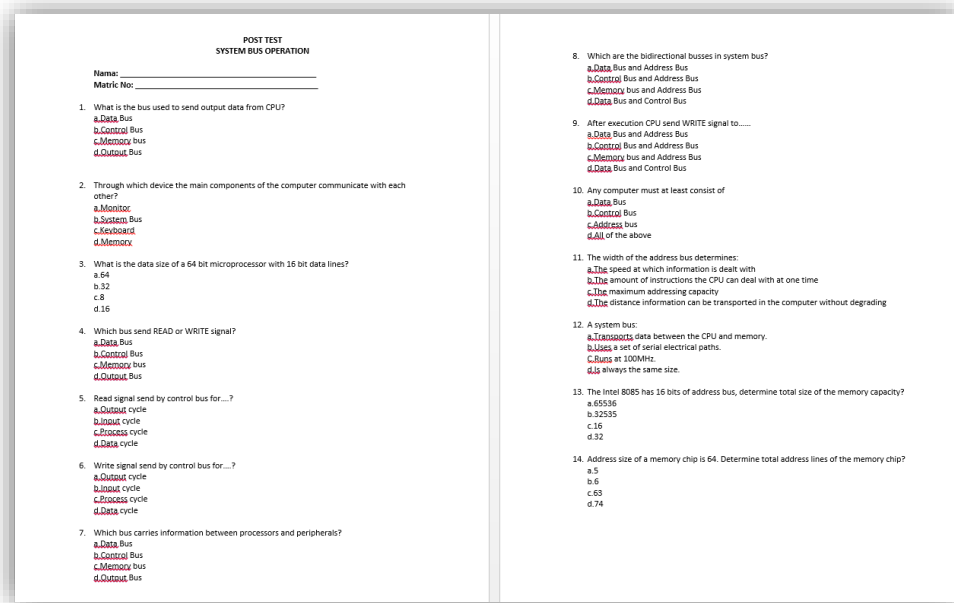 POST TEST
SYSTEM BUS OPERATION
Nama: ____________________
Matric No: ____________________
1. What is the bus used to send output data from CPU?
a.Data Bus
b.Control Bus
c.Memory bus
d.Output Bus
2. Through which device the main components of the computer communicate with each
other?
a.Monitor
b.System Bus
c.Keyboard
d.Memory
3. What is the data size of a 64 bit microprocessor with 16 bit data lines?
a.64
b.32
c.8
d.16
4. Which bus send READ or WRITE signal?
a.Data Bus
b.Control Bus
c.Memory bus
d.Output Bus
5. Read signal send by control bus for....?
a.Output cycle
b.Input cycle
c.Process cycle
d.Data cycle
6. Write signal send by control bus for....?
a.Output cycle
b.Input cycle
c.Process cycle
d.Data cycle
7. Which bus carries information between processors and peripherals?
a.Data Bus
b.Control Bus
c.Memory bus
d.Output Bus
8. Which are the bidirectional busses in system bus?
a.Data Bus and Address Bus
b.Control Bus and Address Bus
c.Memory bus and Address Bus
d.Data Bus and Control Bus
9. After execution CPU send WRITE signal to......
a.Data Bus and Address Bus
b.Control Bus and Address Bus
c.Memory bus and Address Bus
d.Data Bus and Control Bus
10. Any computer must at least consist of
a.Data Bus
b.Control Bus
c.Address bus
d.All of the above
11. The width of the address bus determines:
a.The speed at which information is dealt with
b.The amount of instructions the CPU can deal with at one time
c.The maximum addressing capacity
d.The distance information can be transported in the computer without degrading
12. A system bus:
a.Transports data between the CPU and memory.
b.Uses a set of serial electrical paths.
C.Runs at 100MHz.
d.Is always the same size.
13. The Intel 8085 has 16 bits of address bus, determine total size of the memory capacity?
a.65536
b.32535
c.16
d.32
14. Address size of a memory chip is 64. Determine total address lines of the memory chip?
a.5
b.6
c.63
d.74